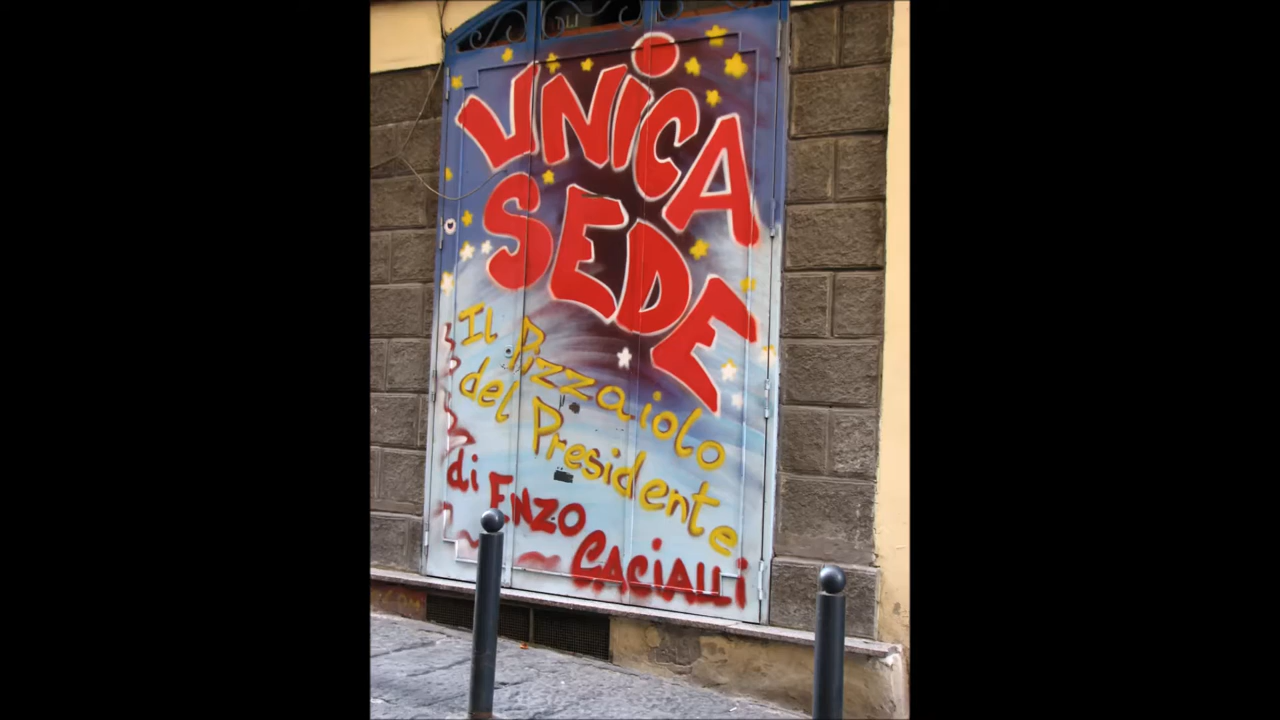 UNiCA
SEDE
Il Pizzaiolo
del Presidente
di ENZO
CACiALLi